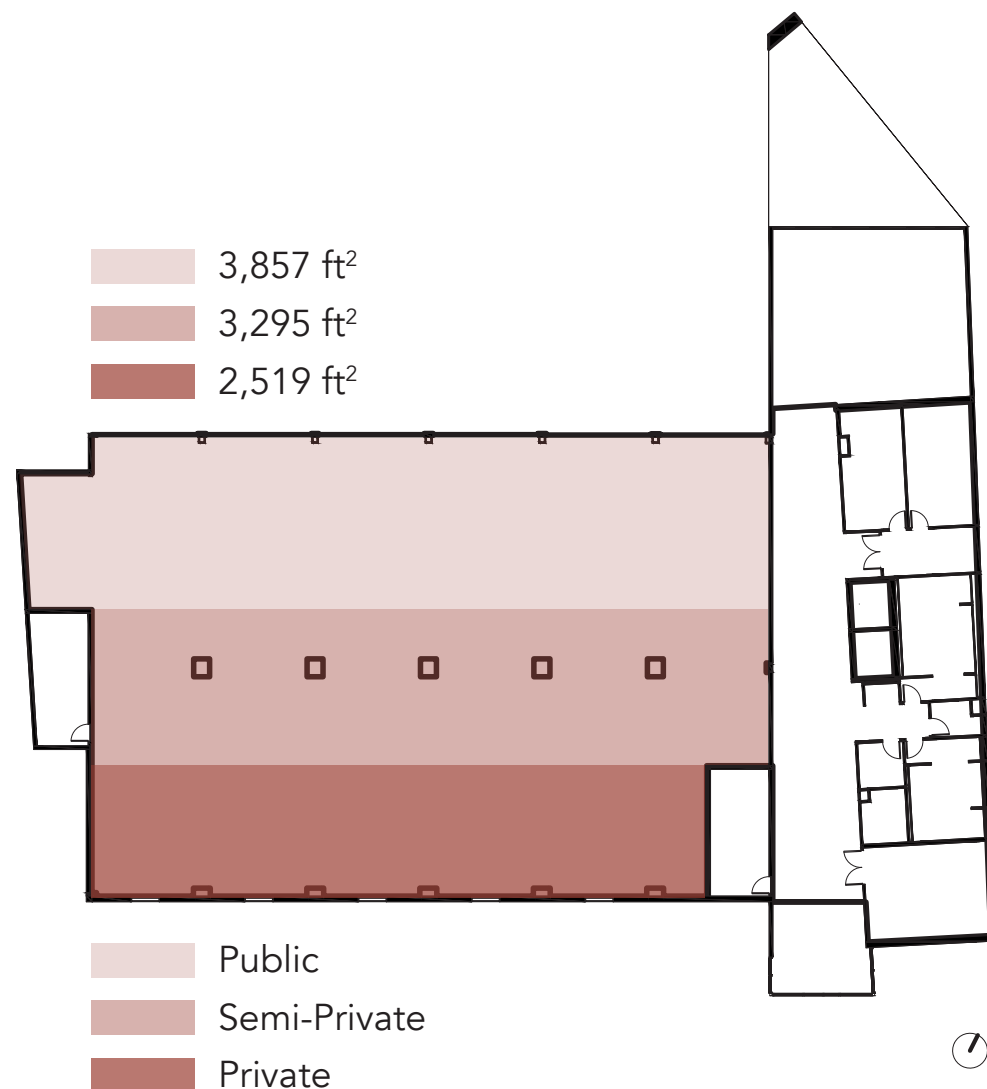 3,857 ft²
3,295 ft²
2,519 ft²
Public
Semi-Private
Private